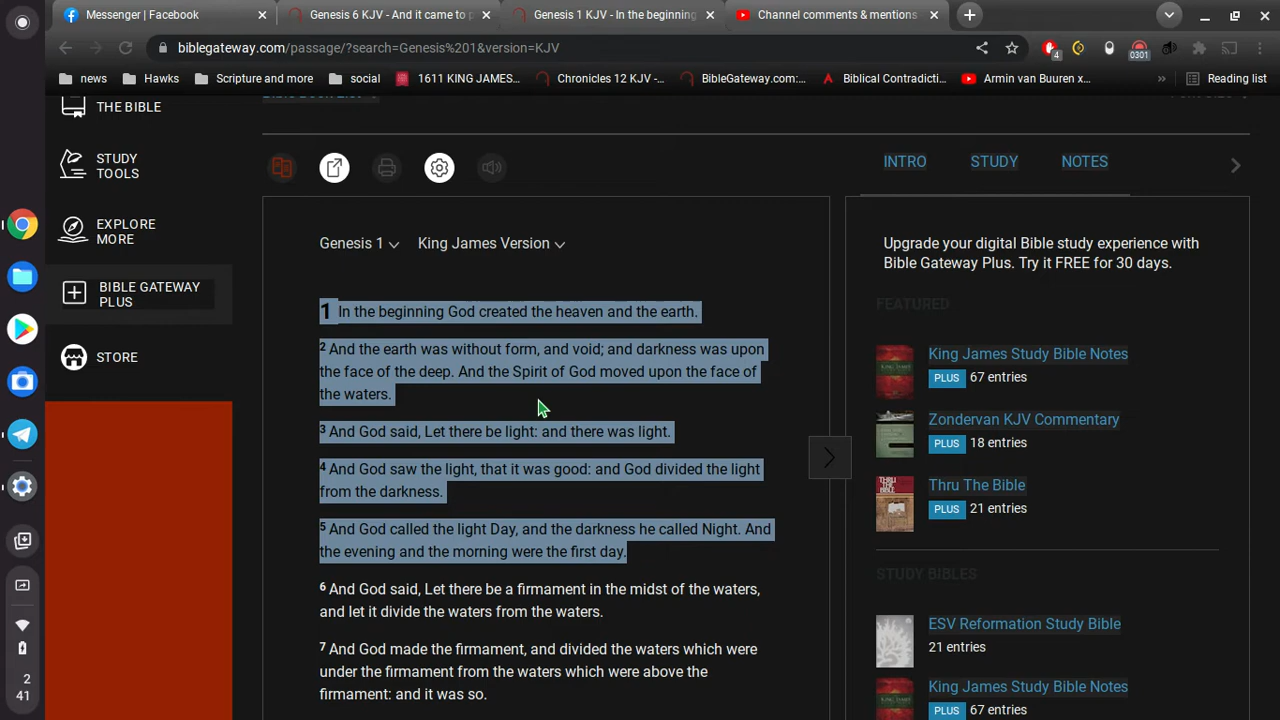 Messenger | Facebook
Genesis 6 KJV - And it came to p
Genesis 1 KJV - In the beginning
Channel comments & mentions
biblegateway.com/passage/?search=Genesis%201&version=KJV
4
0301
news
Hawks
Scripture and more
social
1611 KING JAMES...
Chronicles 12 KJV -...
BibleGateway.com:...
Biblical Contradicti...
Armin van Buuren x...
»
Reading list
THE BIBLE
STUDY
TOOLS
EXPLORE
MORE
BIBLE GATEWAY
PLUS
STORE
INTRO
STUDY
NOTES
Genesis 1
King James Version
1 In the beginning God created the heaven and the earth.
2 And the earth was without form, and void; and darkness was upon
the face of the deep. And the Spirit of God moved upon the face of
the waters.
3 And God said, Let there be light: and there was light.
4 And God saw the light, that it was good: and God divided the light
from the darkness.
5 And God called the light Day, and the darkness he called Night. And
the evening and the morning were the first day.
6 And God said, Let there be a firmament in the midst of the waters,
and let it divide the waters from the waters.
7 And God made the firmament, and divided the waters which were
under the firmament from the waters which were above the
firmament: and it was so.
Upgrade your digital Bible study experience with
Bible Gateway Plus. Try it FREE for 30 days.
FEATURED
King James Study Bible Notes
PLUS 67 entries
Zondervan KJV Commentary
PLUS 18 entries
Thru The Bible
PLUS 21 entries
STUDY BIBLES
ESV Reformation Study Bible
21 entries
King James Study Bible Notes
PLUS 67 entries
2
41